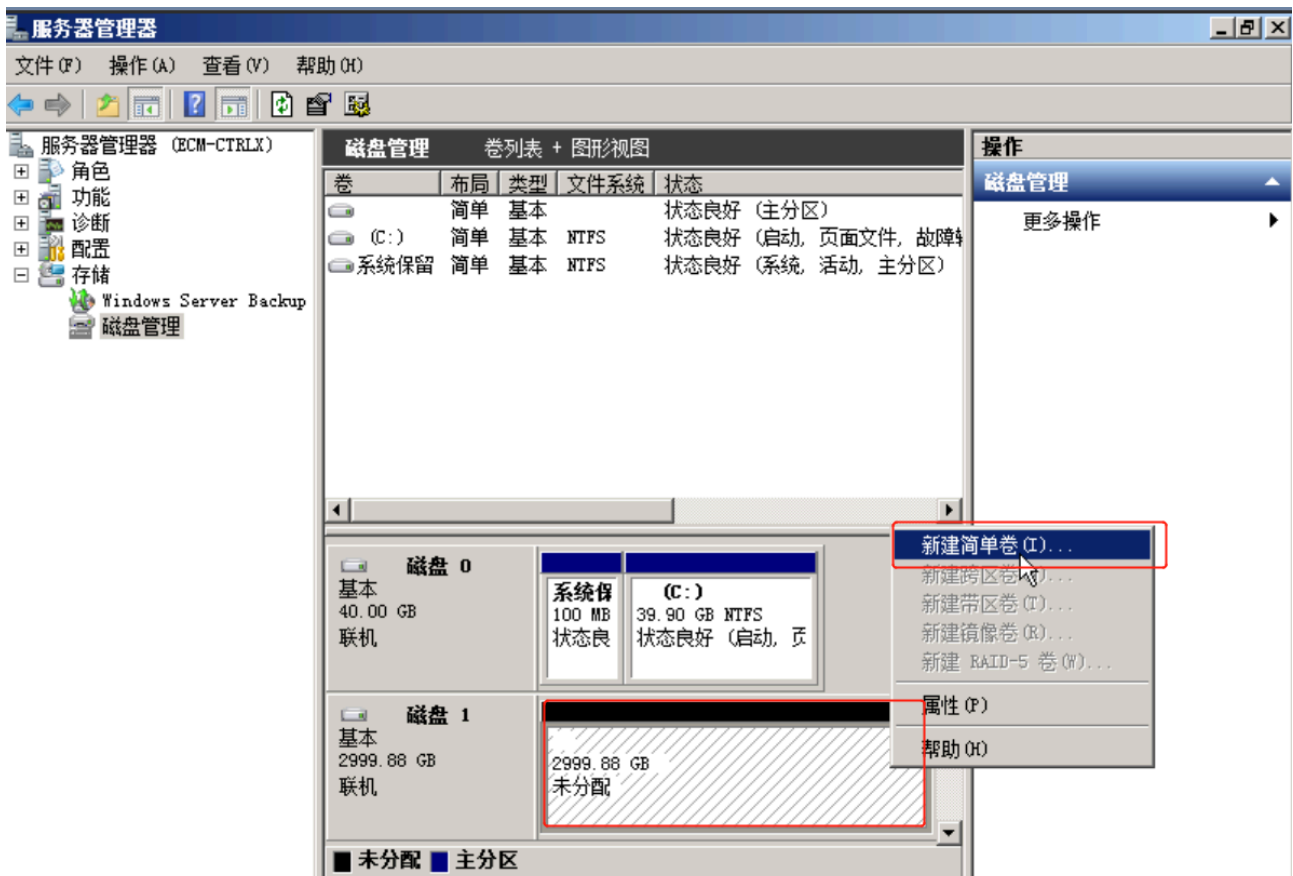 服务器管理器
文件(F) 操作(A) 查看(V) 帮助(H)
服务器管理器 (ECM-CTRLX)
角色
功能
诊断
配置
存储
Windows Server Backup
磁盘管理
磁盘管理 卷列表 + 图形视图
卷 布局 类型 文件系统 状态
简单 基本 状态良好 (主分区)
(C:) 简单 基本 NTFS 状态良好 (启动, 页面文件, 故障转
系统保留 简单 基本 NTFS 状态良好 (系统, 活动, 主分区)
操作
磁盘管理
更多操作
磁盘 0
基本
40.00 GB
联机
系统保
100 MB
状态良
(C:)
39.90 GB NTFS
状态良好 (启动, 页
磁盘 1
基本
2999.88 GB
联机
2999.88 GB
未分配
新建简单卷(I)...
新建跨区卷
新建带区卷(T)...
新建镜像卷(R)...
新建 RAID-5 卷(W)...
属性(P)
帮助(H)
未分配 主分区